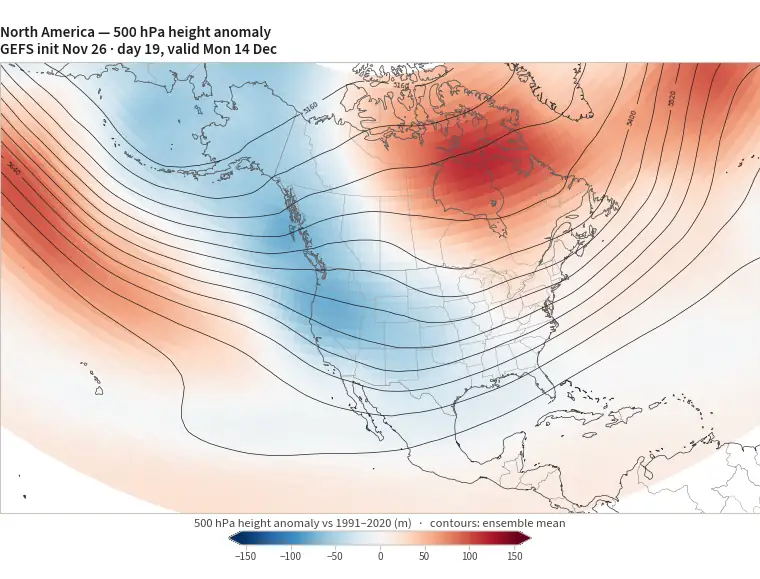 North America — 500 hPa height anomaly
GEFS init Nov 26 · day 19, valid Mon 14 Dec
5160
5160
5400
5520
5640
500 hPa height anomaly vs 1991–2020 (m) · contours: ensemble mean
−150 −100 −50 0 50 100 150